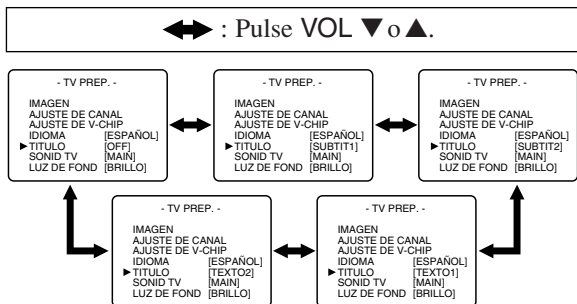 : Pulse VOL ▼ o ▲.
- TV PREP. -
IMAGEN
AJUSTE DE CANAL
AJUSTE DE V-CHIP
IDIOMA [ESPAÑOL]
▶TITULO [OFF]
SONID TV [MAIN]
LUZ DE FOND [BRILLO]
- TV PREP. -
IMAGEN
AJUSTE DE CANAL
AJUSTE DE V-CHIP
IDIOMA [ESPAÑOL]
▶TITULO [SUBTIT1]
SONID TV [MAIN]
LUZ DE FOND [BRILLO]
- TV PREP. -
IMAGEN
AJUSTE DE CANAL
AJUSTE DE V-CHIP
IDIOMA [ESPAÑOL]
▶TITULO [SUBTIT2]
SONID TV [MAIN]
LUZ DE FOND [BRILLO]
- TV PREP. -
IMAGEN
AJUSTE DE CANAL
AJUSTE DE V-CHIP
IDIOMA [ESPAÑOL]
▶TITULO [TEXTO2]
SONID TV [MAIN]
LUZ DE FOND [BRILLO]
- TV PREP. -
IMAGEN
AJUSTE DE CANAL
AJUSTE DE V-CHIP
IDIOMA [ESPAÑOL]
▶TITULO [TEXTO1]
SONID TV [MAIN]
LUZ DE FOND [BRILLO]